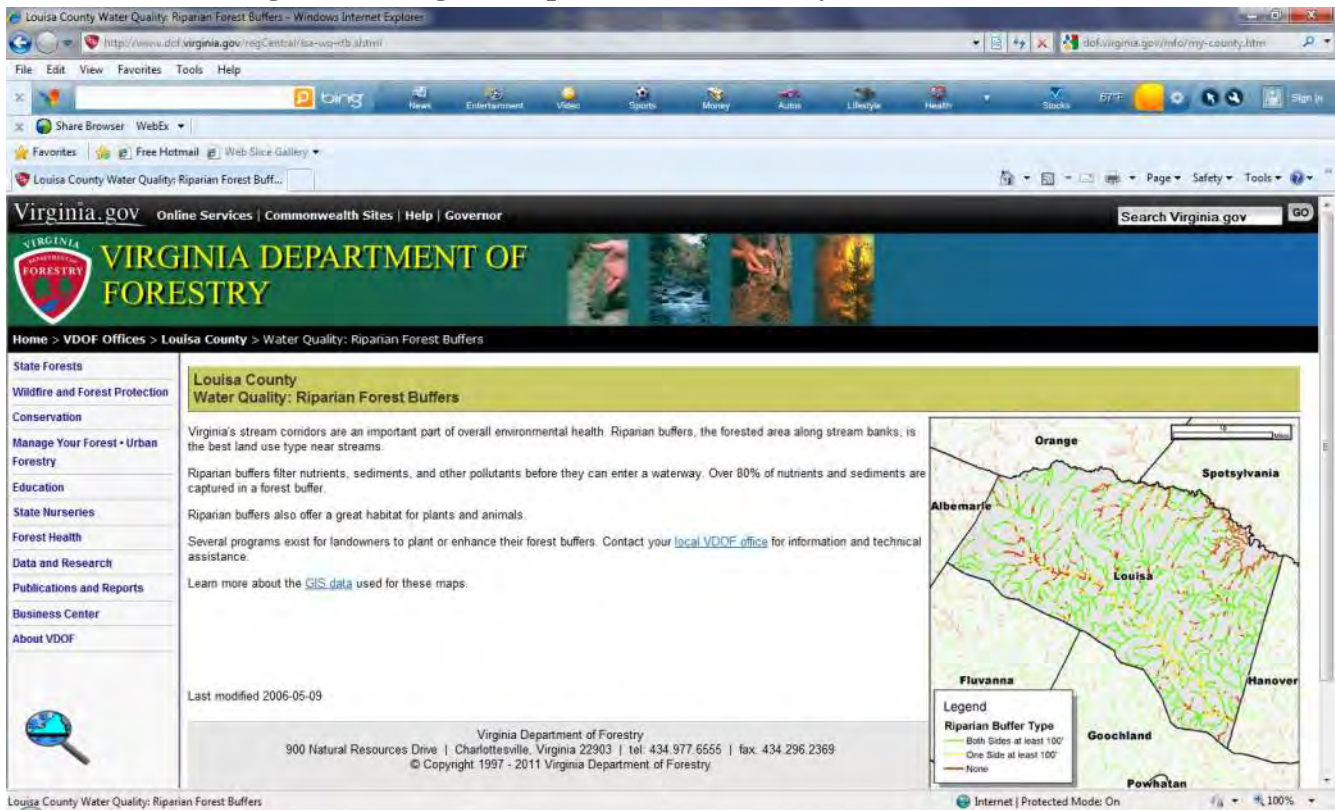 Louisa County Water Quality: Riparian Forest Buffers - Windows Internet Explorer
dof.virginia.gov/info/my-county.htm
File Edit View Favorites Tools Help
bing News Entertainment Video Sports Money Autos Lifestyle Health Stocks 67°F Sign In
Share Browser WebEx
Favorites Free Hotmail Web Slice Gallery
Louisa County Water Quality: Riparian Forest Buff... Page Safety Tools
Virginia.gov Online Services | Commonwealth Sites | Help | Governor Search Virginia.gov GO
VIRGINIA
DEPARTMENT OF
FORESTRY
VIRGINIA DEPARTMENT OF
FORESTRY
Home > VDOF Offices > Louisa County > Water Quality: Riparian Forest Buffers
State Forests
Wildfire and Forest Protection
Conservation
Manage Your Forest • Urban
Forestry
Education
State Nurseries
Forest Health
Data and Research
Publications and Reports
Business Center
About VDOF
Louisa County
Water Quality: Riparian Forest Buffers
Virginia's stream corridors are an important part of overall environmental health. Riparian buffers, the forested area along stream banks, is
the best land use type near streams.
Riparian buffers filter nutrients, sediments, and other pollutants before they can enter a waterway. Over 80% of nutrients and sediments are
captured in a forest buffer.
Riparian buffers also offer a great habitat for plants and animals.
Several programs exist for landowners to plant or enhance their forest buffers. Contact your local VDOF office for information and technical
assistance.
Learn more about the GIS data used for these maps.
Last modified 2006-05-09
Virginia Department of Forestry
900 Natural Resources Drive | Charlottesville, Virginia 22903 | tel: 434.977.6555 | fax: 434.296.2369
© Copyright 1997 - 2011 Virginia Department of Forestry
Orange
Spotsylvania
Albemarle
Louisa
Fluvanna
Hanover
Goochland
Powhatan
Legend
Riparian Buffer Type
Both Sides at least 100'
One Side at least 100'
None
Louisa County Water Quality: Riparian Forest Buffers Internet | Protected Mode: On 100%